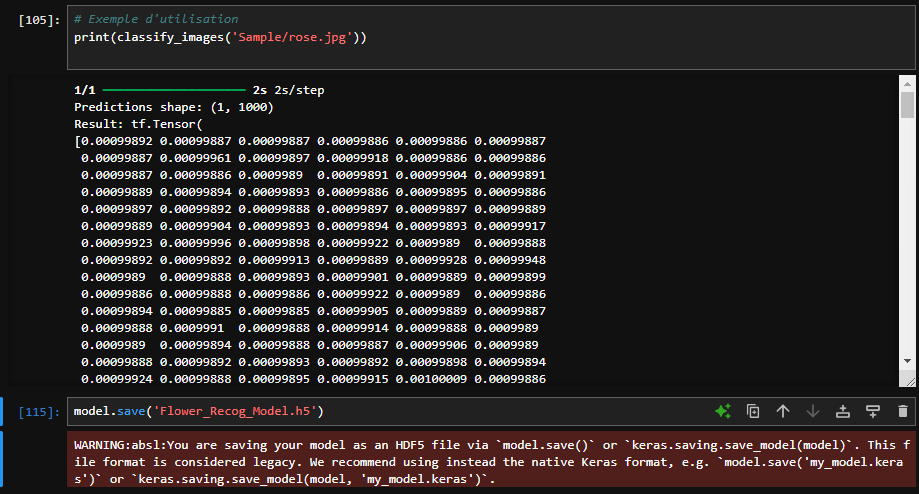 [105]: # Exemple d'utilisation
print(classify_images('Sample/rose.jpg'))
1/1 ━━━━━━━━━━━━━━━━━━━━ 2s 2s/step
Predictions shape: (1, 1000)
Result: tf.Tensor(
[0.00099892 0.00099887 0.00099887 0.00099886 0.00099886 0.00099887
0.00099887 0.00099961 0.00099897 0.00099918 0.00099886 0.00099886
0.00099887 0.00099886 0.0009989  0.00099891 0.00099904 0.00099891
0.00099889 0.00099894 0.00099893 0.00099886 0.00099895 0.00099886
0.00099897 0.00099892 0.00099888 0.00099897 0.00099897 0.00099889
0.00099889 0.00099904 0.00099893 0.00099894 0.00099893 0.00099917
0.00099923 0.00099996 0.00099898 0.00099922 0.0009989  0.00099888
0.00099892 0.00099892 0.00099913 0.00099889 0.00099928 0.00099948
0.0009989  0.00099888 0.00099893 0.00099901 0.00099889 0.00099899
0.00099886 0.00099888 0.00099886 0.00099922 0.0009989  0.00099886
0.00099894 0.00099885 0.00099885 0.00099905 0.00099889 0.00099887
0.00099888 0.0009991  0.00099888 0.00099914 0.00099888 0.0009989
0.0009989  0.00099894 0.00099888 0.00099887 0.00099906 0.0009989
0.00099888 0.00099892 0.00099893 0.00099892 0.00099898 0.00099894
0.00099924 0.00099888 0.00099895 0.00099915 0.00100009 0.00099886
[115]: model.save('Flower_Recog_Model.h5')
WARNING:absl:You are saving your model as an HDF5 file via `model.save()` or `keras.saving.save_model(model)`. This f
ile format is considered legacy. We recommend using instead the native Keras format, e.g. `model.save('my_model.kera
s')` or `keras.saving.save_model(model, 'my_model.keras')`.